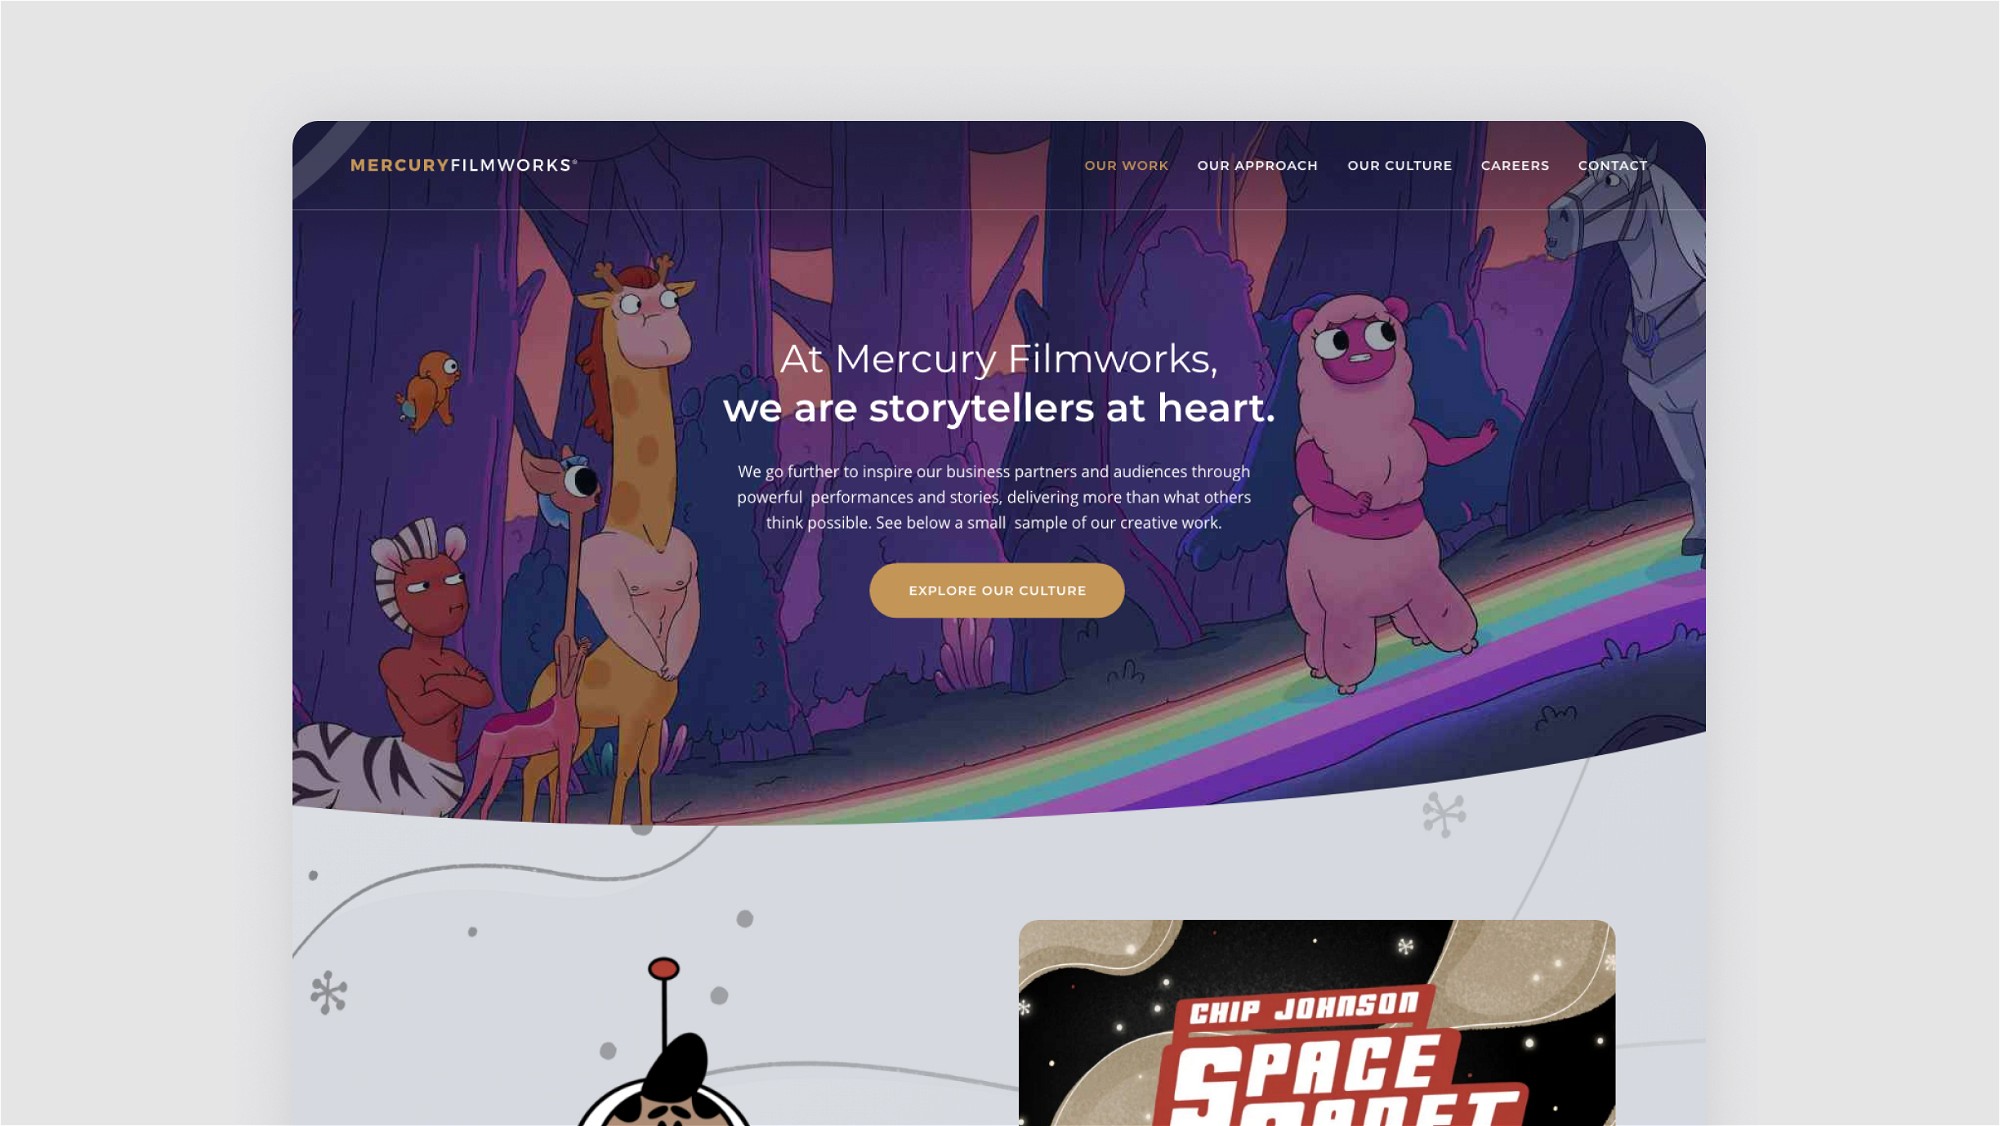 MERCURYFILMWORKS®
OUR WORK OUR APPROACH OUR CULTURE CAREERS CONTACT
At Mercury Filmworks,
we are storytellers at heart.
We go further to inspire our business partners and audiences through
powerful performances and stories, delivering more than what others
think possible. See below a small sample of our creative work.
EXPLORE OUR CULTURE
CHIP JOHNSON
SPACE